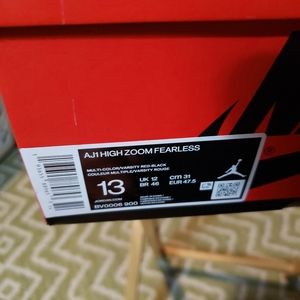 AJ1 HIGH ZOOM FEARLESS
MULTI-COLOR/VARSITY RED-BLACK
COULEUR MULTIPLE/VARSITY ROUGE
13
UK 12
cm 31
BR 46
EUR 47.5
BV0006 900